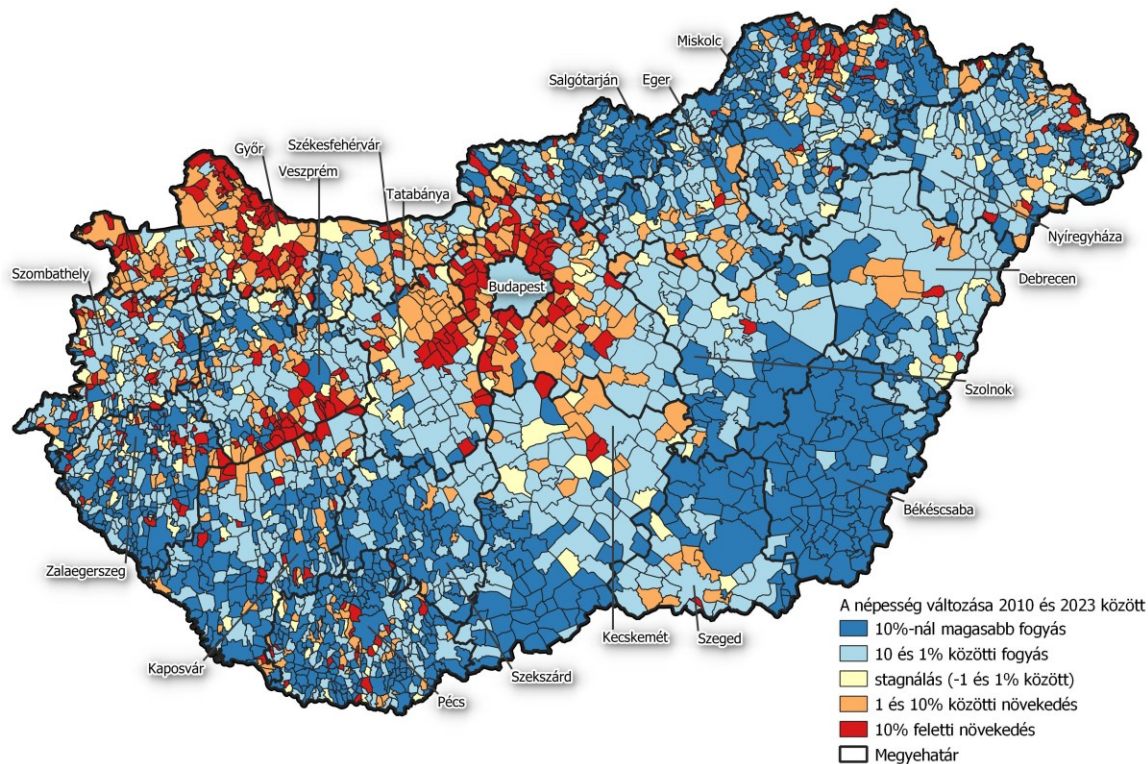 Miskolc
Salgótarján
Eger
Székesfehérvár
Győr
Veszprém
Tatabánya
Szombathely
Budapest
Nyíregyháza
Debrecen
Szolnok
Békéscsaba
Zalaegerszeg
Kaposvár
Pécs
Szekszárd
Kecskemét
Szeged
A népesség változása 2010 és 2023 között
10%-nál magasabb fogyás
10 és 1% közötti fogyás
stagnálás (-1 és 1% között)
1 és 10% közötti növekedés
10% feletti növekedés
Megyehatár